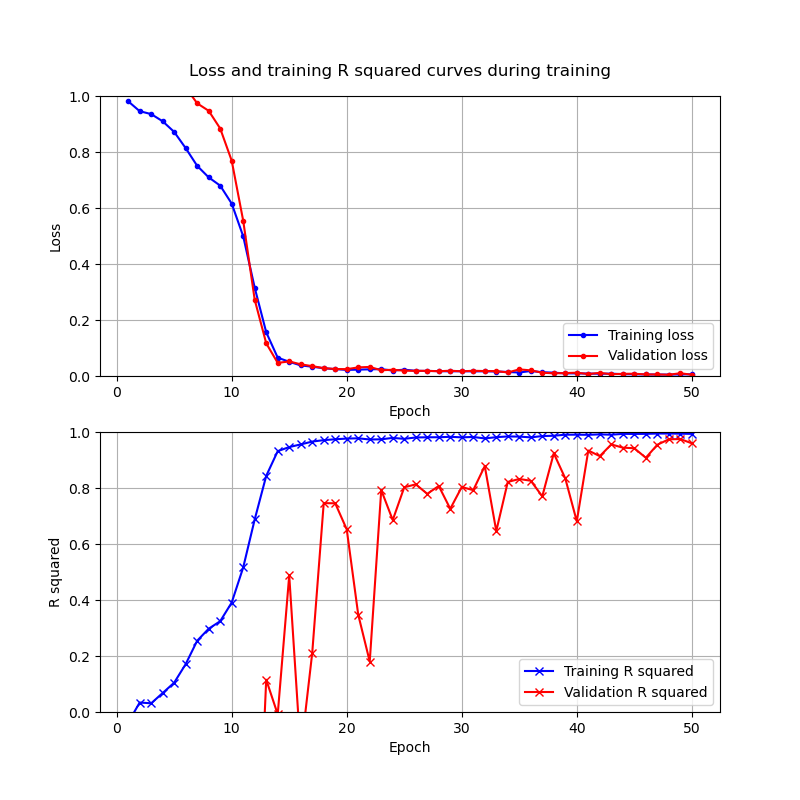 Loss and training R squared curves during training
1.0
0.8
0.6
0.4
0.2
0.0
Loss
Training loss
Validation loss
0 10 20 30 40 50
Epoch
1.0
0.8
0.6
0.4
0.2
0.0
R squared
Training R squared
Validation R squared
0 10 20 30 40 50
Epoch